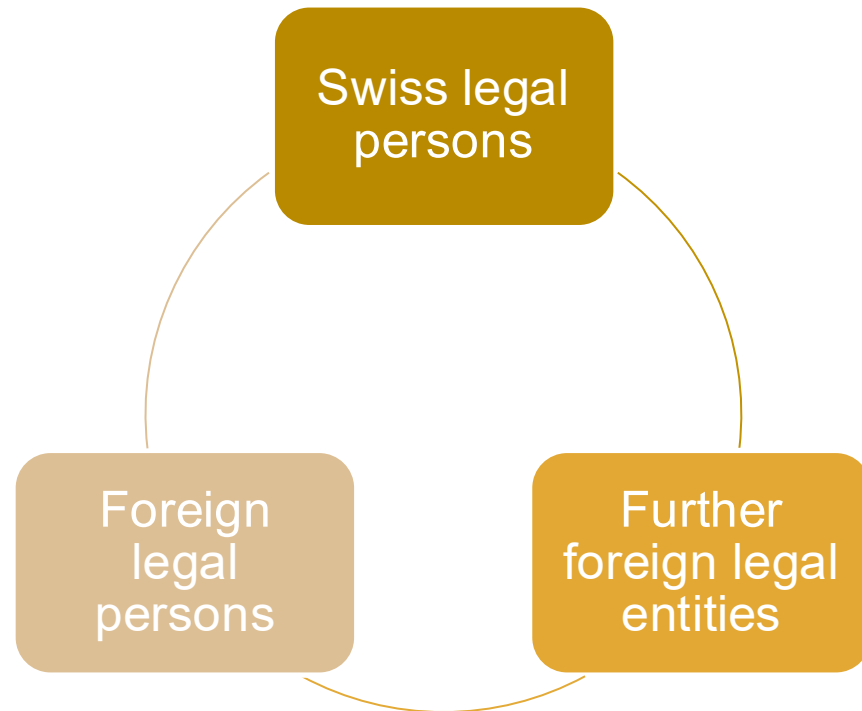 Swiss legal
persons
Foreign
legal
persons
Further
foreign legal
entities